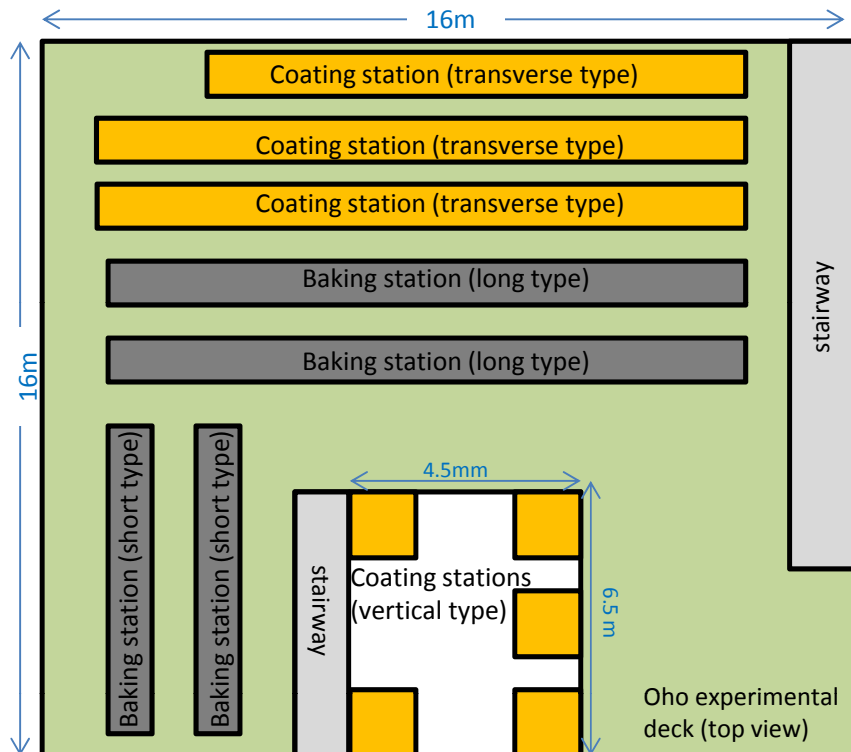 16m
Coating station (transverse type)
Coating station (transverse type)
Coating station (transverse type)
Baking station (long type)
Baking station (long type)
stairway
16m
Baking station (short type)
Baking station (short type)
stairway
4.5mm
Coating stations
(vertical type)
6.5 m
Oho experimental
deck (top view)